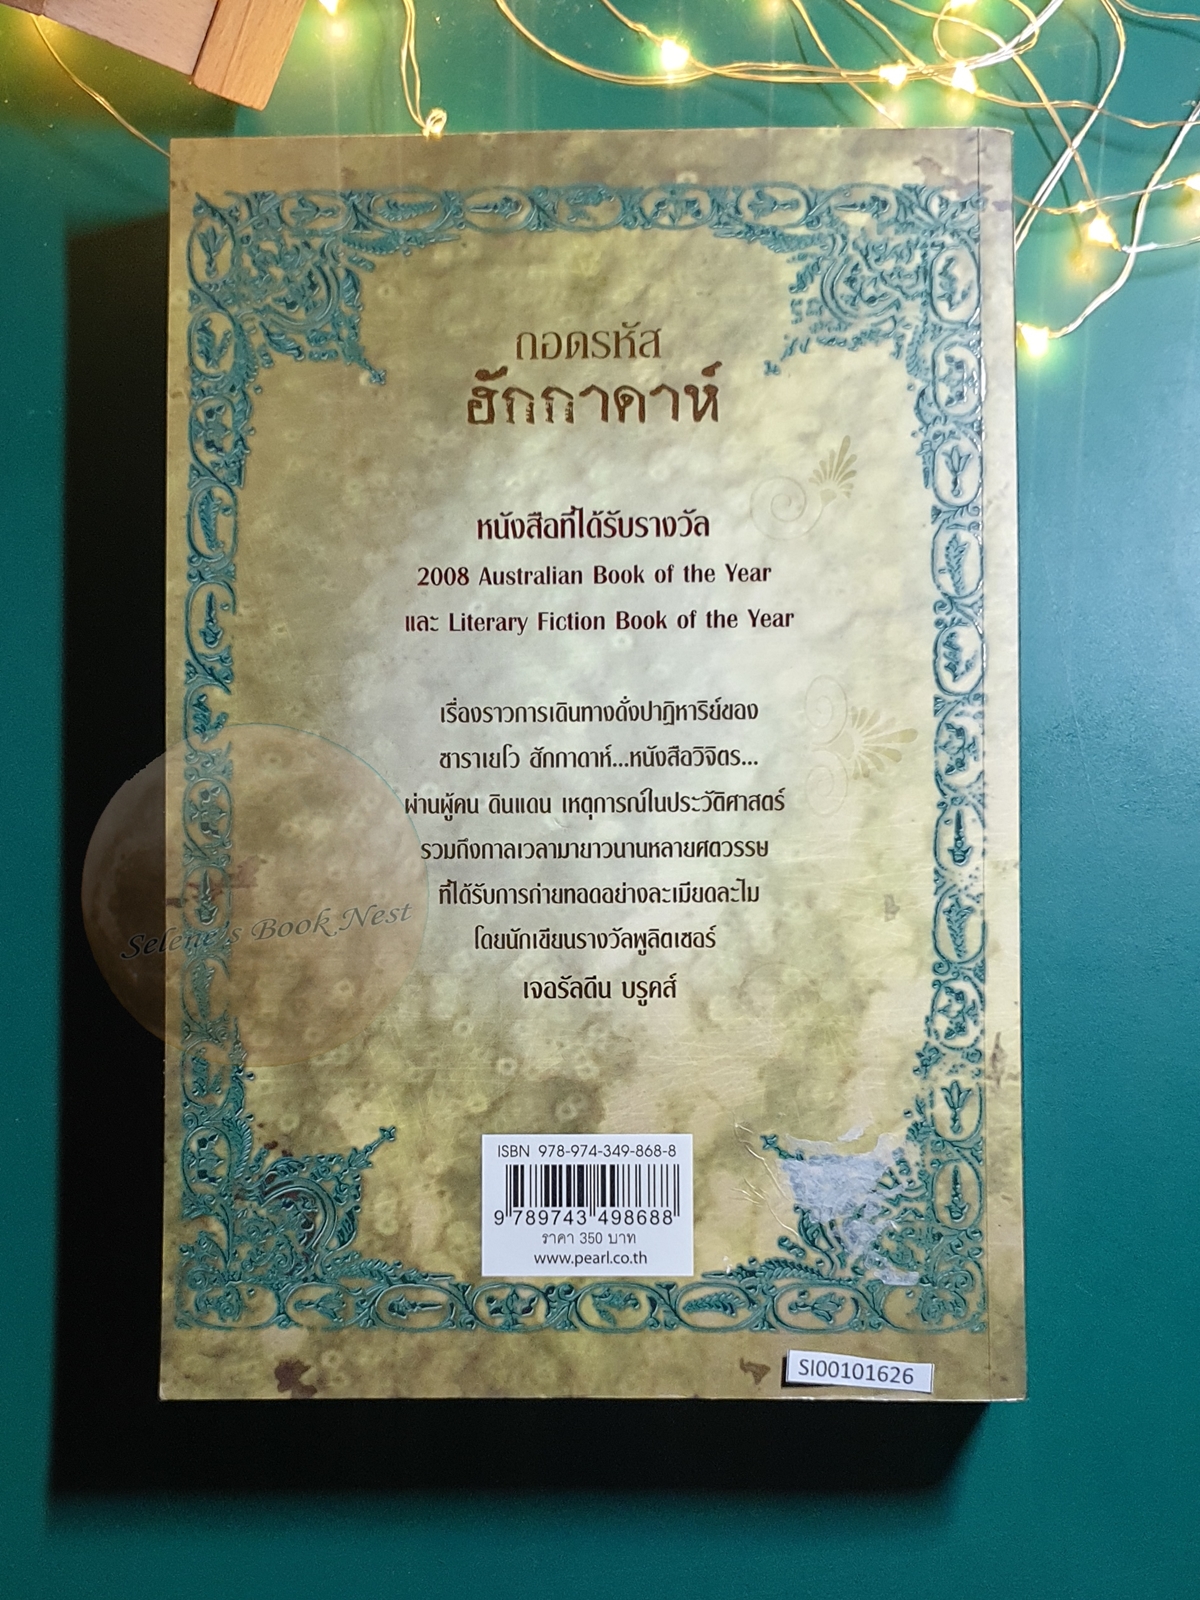 ถอดรหัส
ฮักกาดาห์
หนังสือที่ได้รับรางวัล
2008 Australian Book of the Year
และ Literary Fiction Book of the Year
เรื่องราวการเดินทางดั่งปาฏิหาริย์ของ
ซาราเยโว ฮักกาดาห์...หนังสือวิจิตร...
ผ่านผู้คน ดินแดน เหตุการณ์ในประวัติศาสตร์
รวมถึงกาลเวลามายาวนานหลายศตวรรษ
ที่ได้รับการถ่ายทอดอย่างละเมียดละไม
โดยนักเขียนรางวัลพูลิตเซอร์
เจอรัลดีน บรูคส์
Selene's Book Nest
ISBN 978-974-349-868-8
9 789743 498688
ราคา 350 บาท
www.pearl.co.th
SI00101626